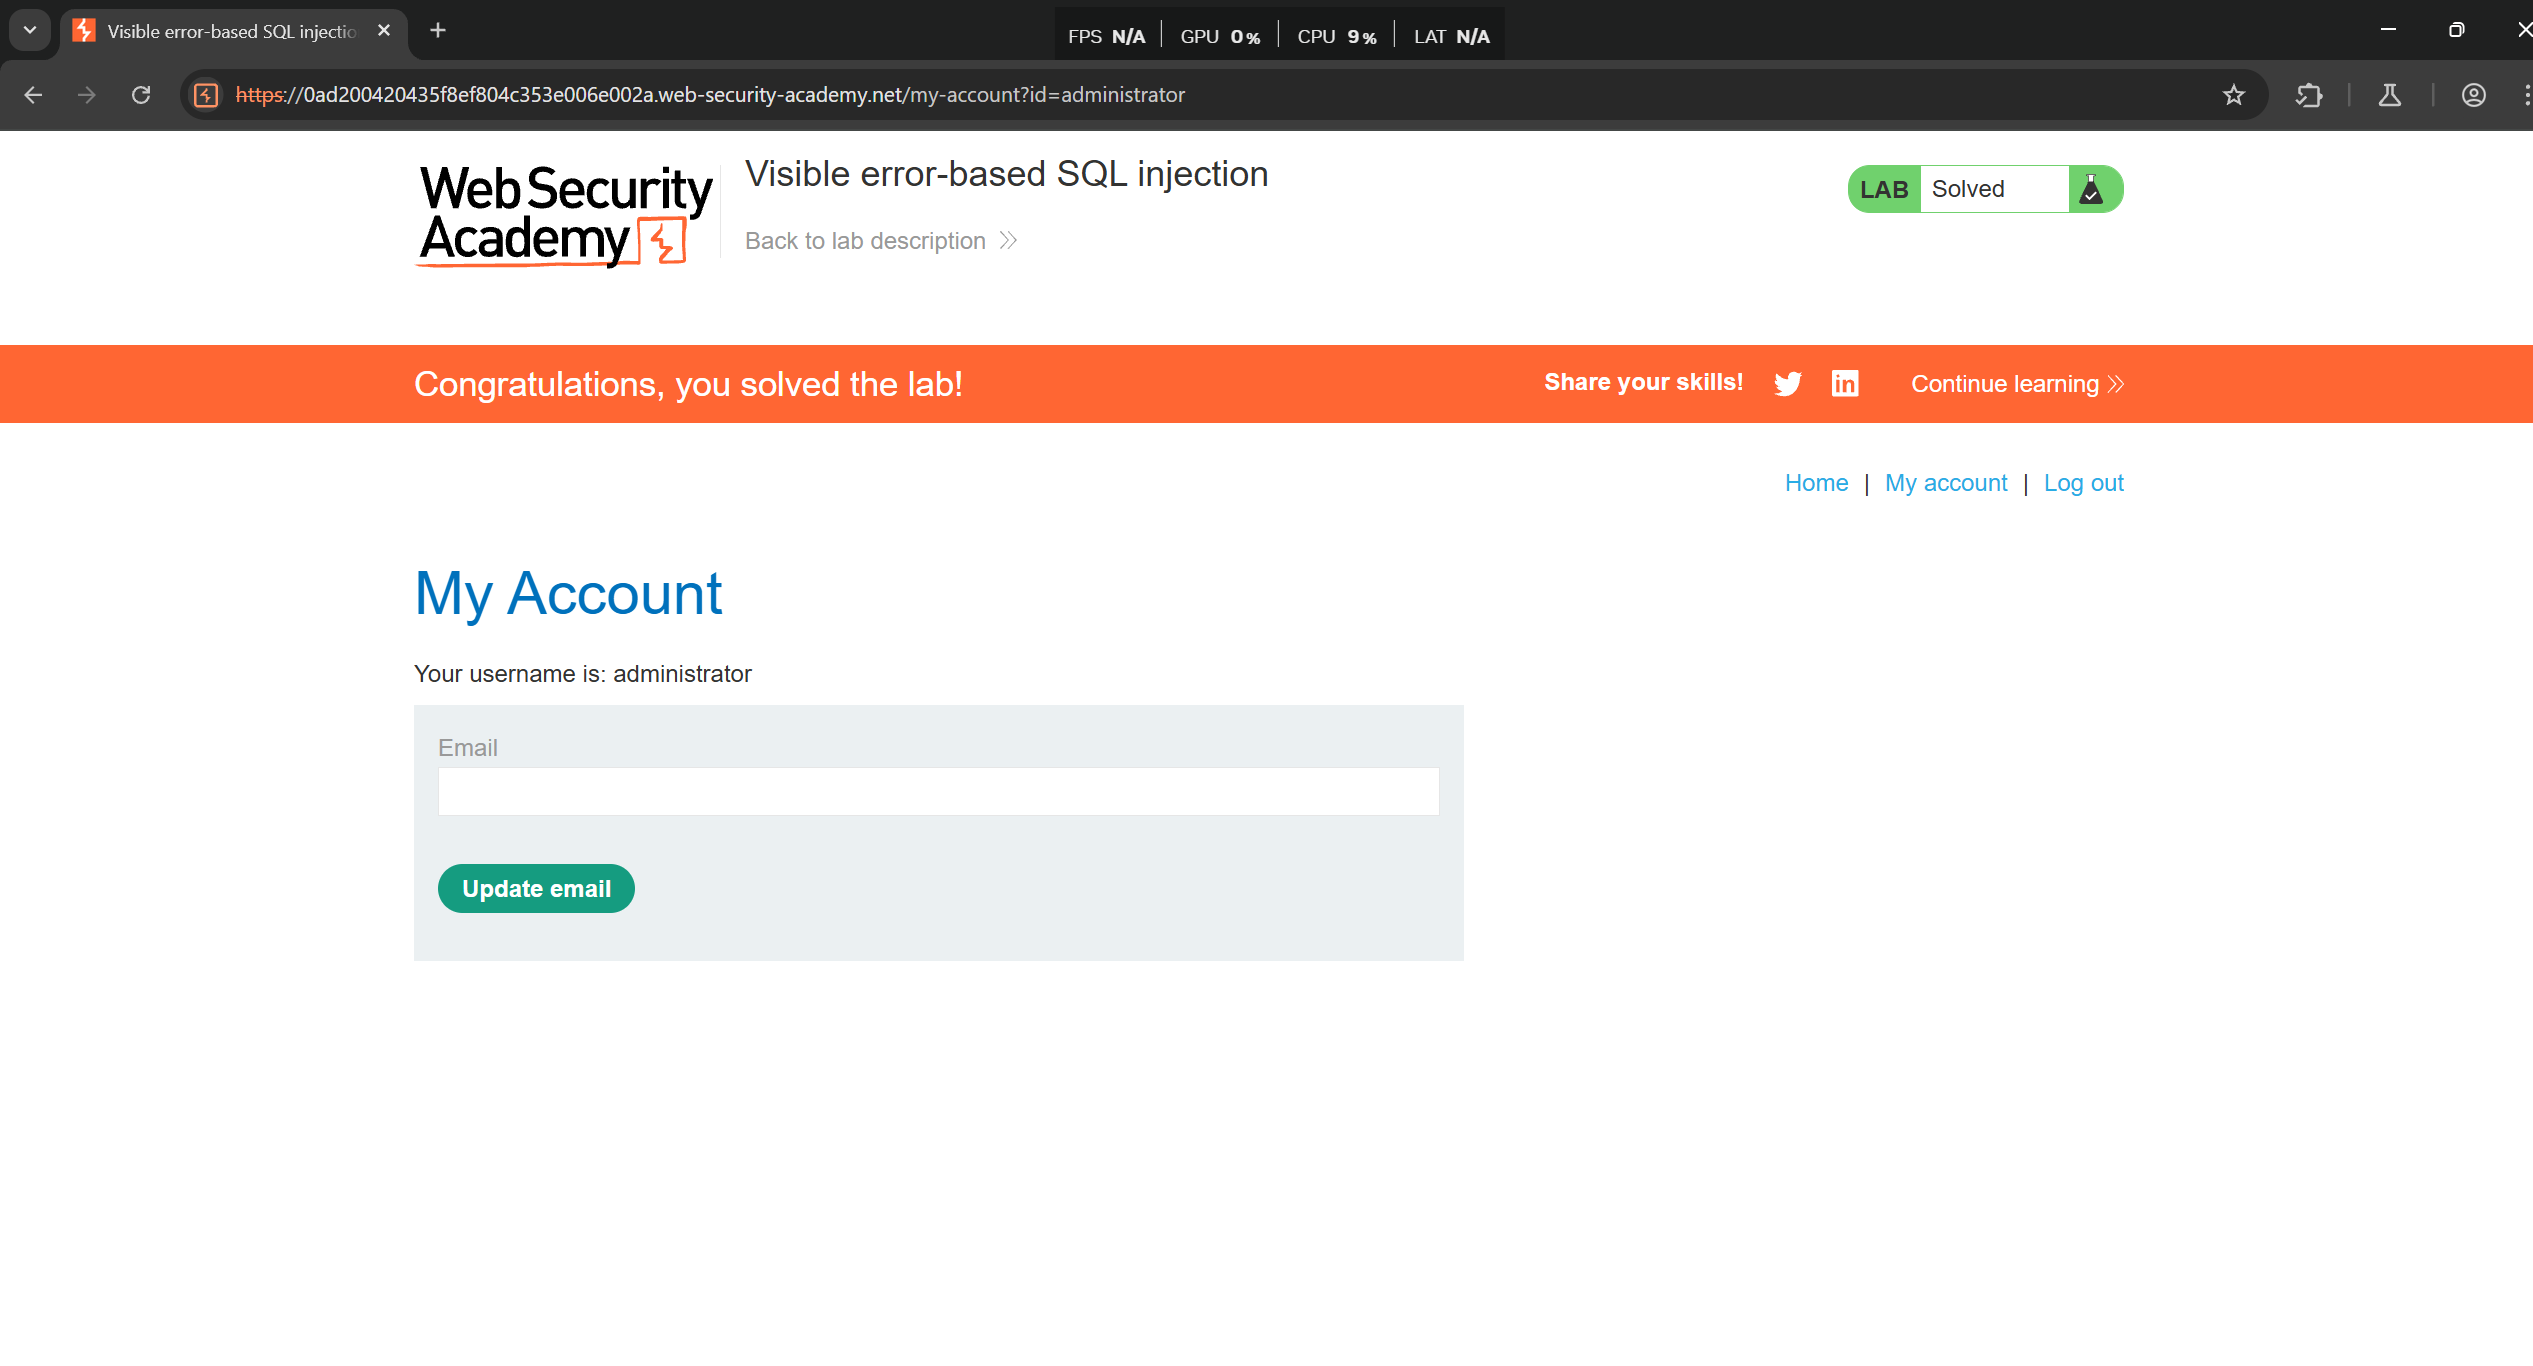 Visible error-based SQL injectio
FPS N/A GPU 0% CPU 9% LAT N/A
https://0ad200420435f8ef804c353e006e002a.web-security-academy.net/my-account?id=administrator
Web Security
Academy
Visible error-based SQL injection
Back to lab description
LAB Solved
Congratulations, you solved the lab!
Share your skills!
Continue learning
Home | My account | Log out
My Account
Your username is: administrator
Email
Update email